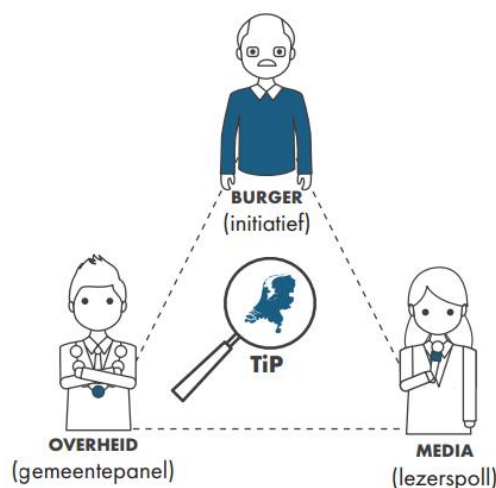 BURGER
(initiatief)
TiP
OVERHEID
(gemeentepanel)
MEDIA
(lezerspoll)